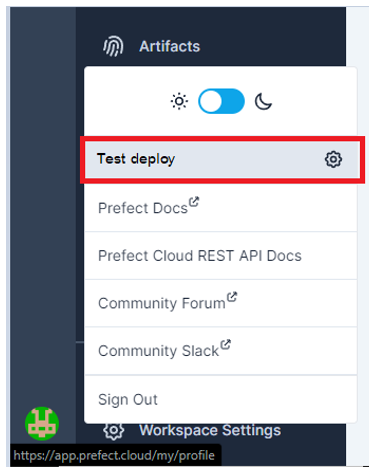 Artifacts
Test deploy
Prefect Docs
Prefect Cloud REST API Docs
Community Forum
Community Slack
Sign Out
Workspace Settings
https://app.prefect.cloud/my/profile